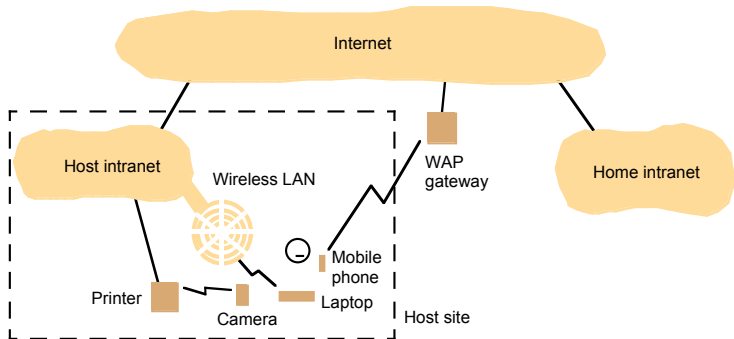 Internet
Host intranet
Wireless LAN
WAP
gateway
Home intranet
Mobile
phone
Printer
Camera
Laptop
Host site